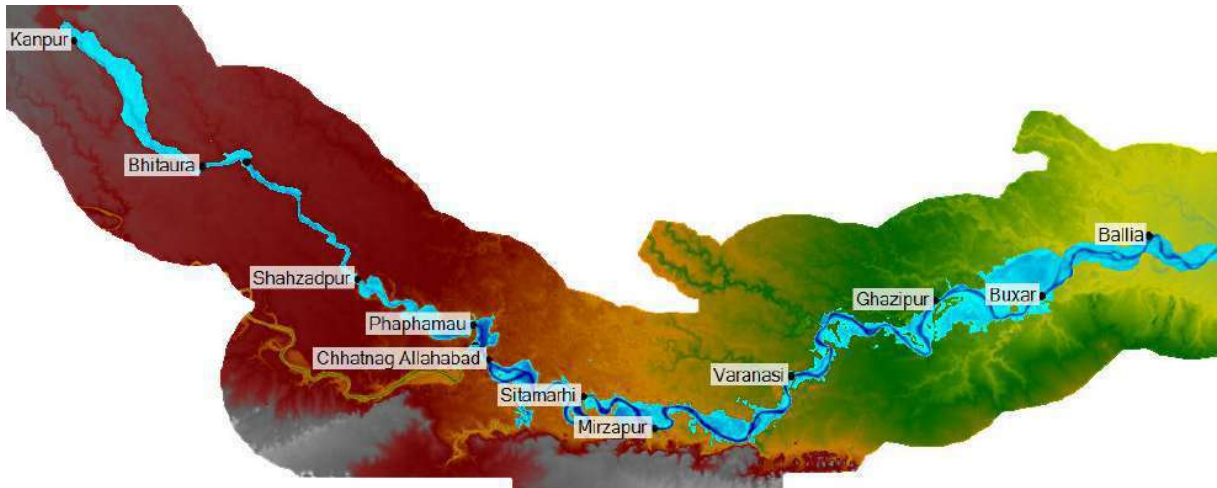 Kanpur
Bhitaura
Shahzadpur
Phaphamau
Chhatnag Allahabad
Sitamarhi
Mirzapur
Varanasi
Ghazipur
Buxar
Ballia